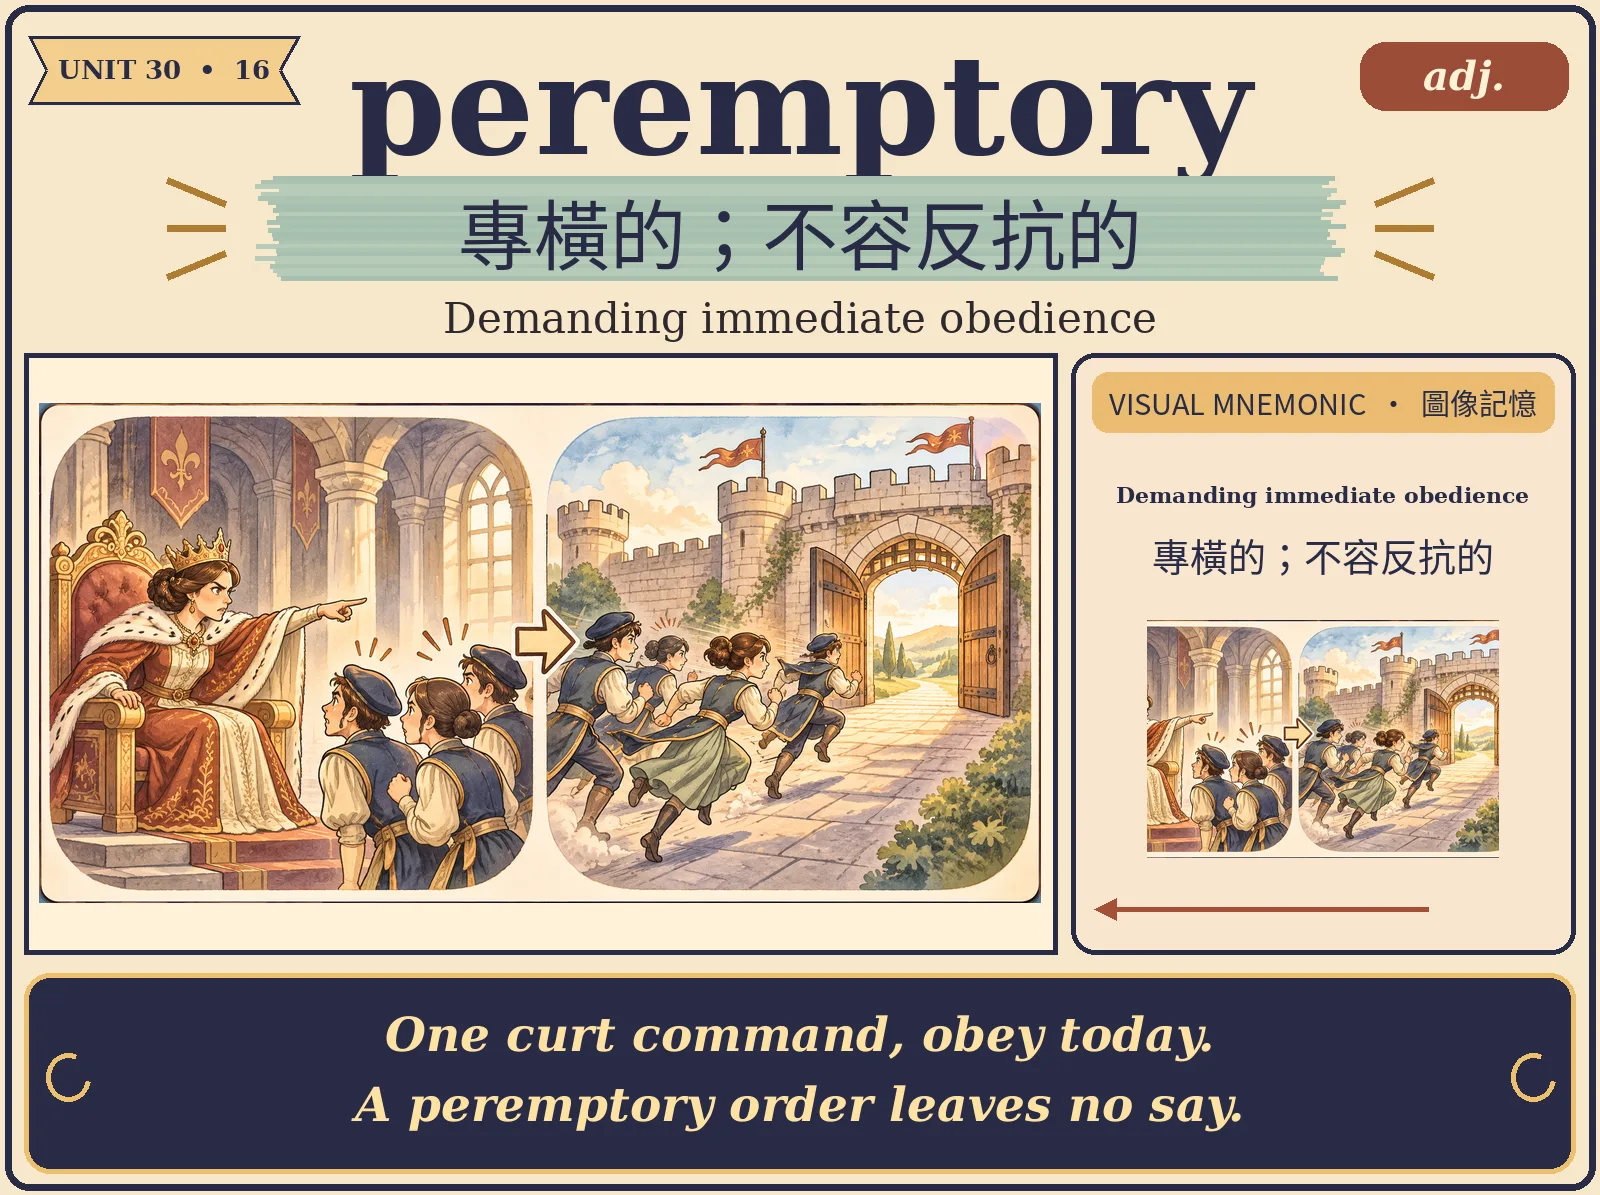 UNIT 30 • 16
peremptory
adj.
專橫的；不容反抗的
Demanding immediate obedience
VISUAL MNEMONIC • 圖像記憶
Demanding immediate obedience
專橫的；不容反抗的
One curt command, obey today.
A peremptory order leaves no say.